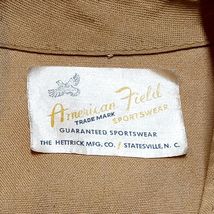 American Field
TRADE MARK SPORTSWEAR
GUARANTEED SPORTSWEAR
THE HETTRICK MFG. CO. / STATESVILLE, N. C.